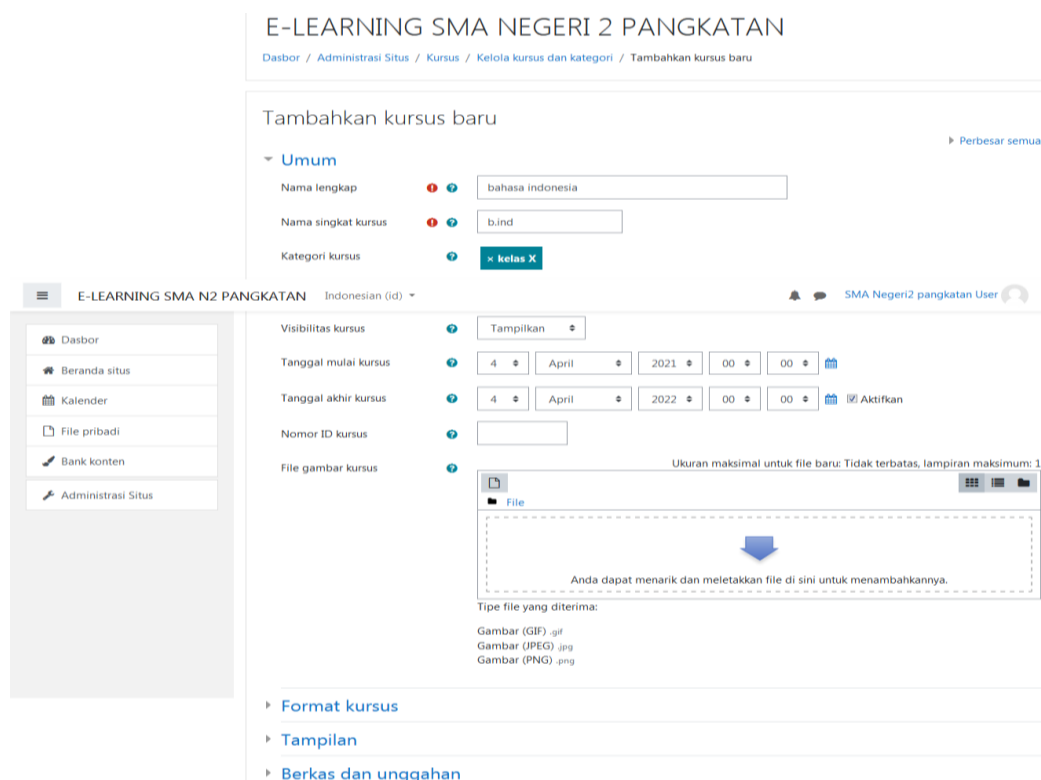 E-LEARNING SMA NEGERI 2 PANGKATAN
Dasbor / Administrasi Situs / Kursus / Kelola kursus dan kategori / Tambahkan kursus baru
Tambahkan kursus baru
Perbesar semua
Umum
Nama lengkap bahasa indonesia
Nama singkat kursus b.ind
Kategori kursus × kelas X
E-LEARNING SMA N2 PANGKATAN Indonesian (id) SMA Negeri2 pangkatan User
Dasbor
Beranda situs
Kalender
File pribadi
Bank konten
Administrasi Situs
Visibilitas kursus Tampilkan
Tanggal mulai kursus 4 April 2021 00 00
Tanggal akhir kursus 4 April 2022 00 00 Aktifkan
Nomor ID kursus
File gambar kursus
Ukuran maksimal untuk file baru: Tidak terbatas, lampiran maksimum: 1
File
Anda dapat menarik dan meletakkan file di sini untuk menambahkannya.
Tipe file yang diterima:
Gambar (GIF) .gif
Gambar (JPEG) .jpg
Gambar (PNG) .png
Format kursus
Tampilan
Berkas dan unggahan